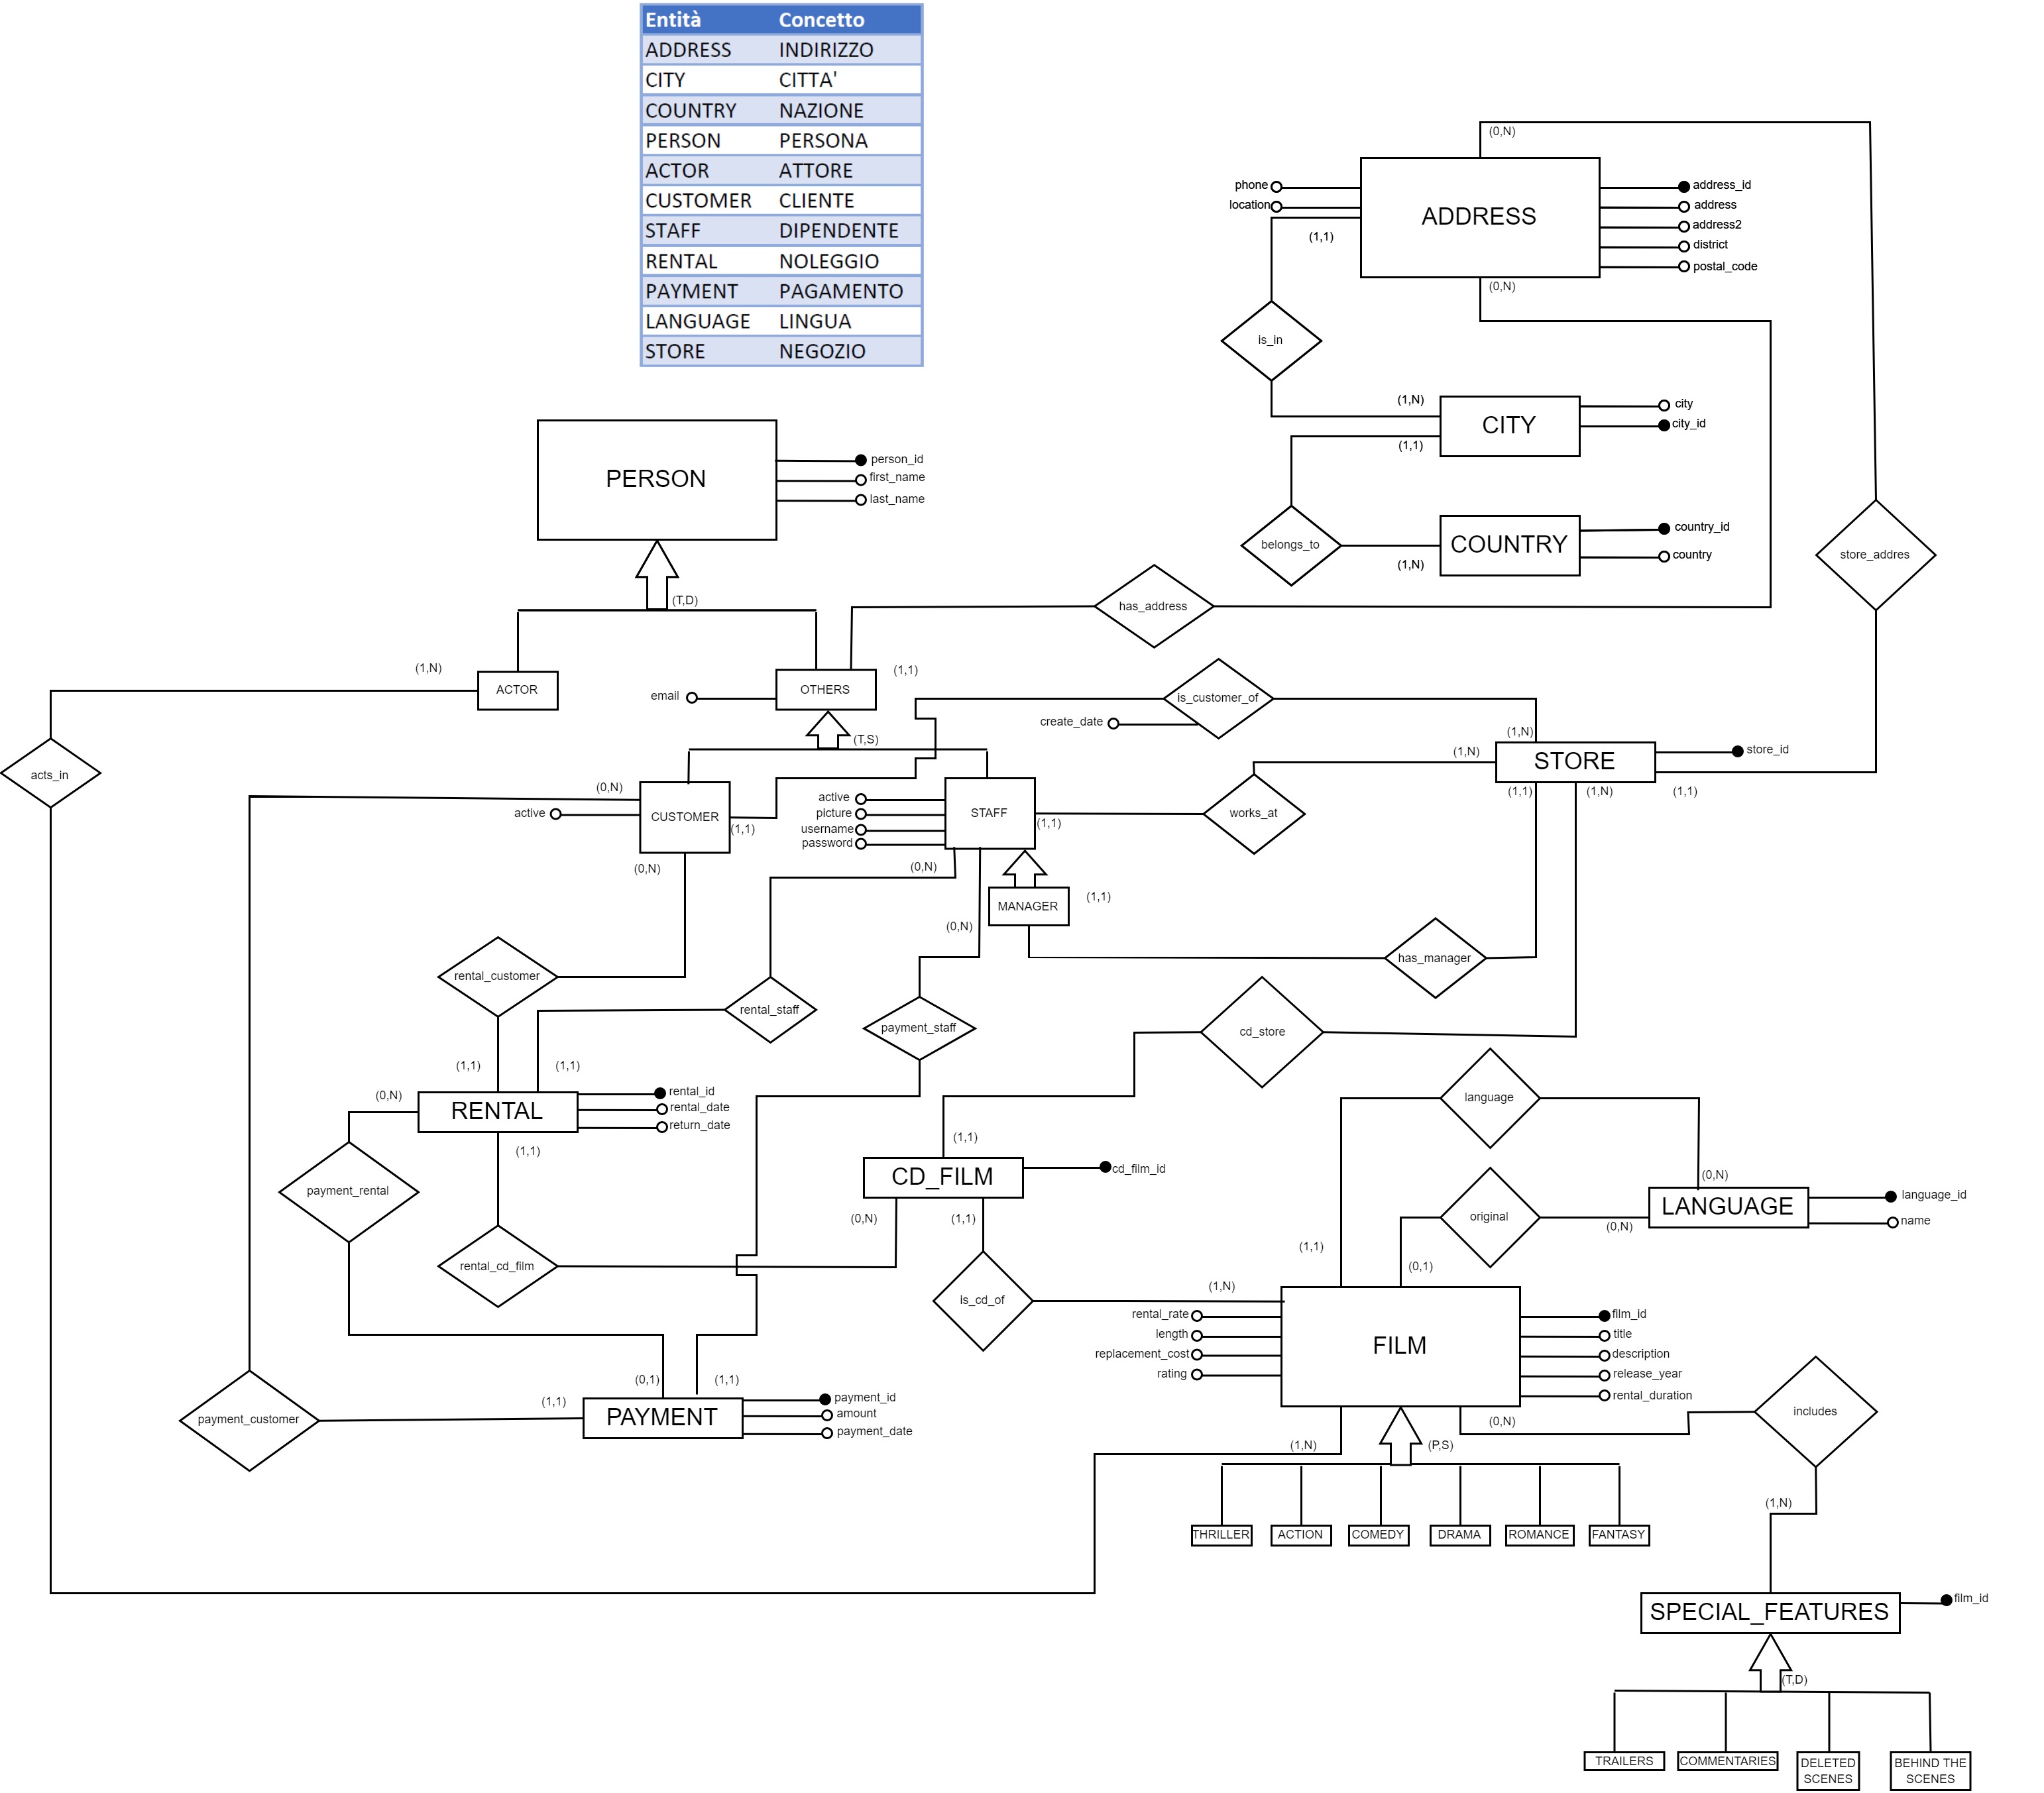 Entità Concetto
ADDRESS INDIRIZZO
CITY CITTA'
COUNTRY NAZIONE
PERSON PERSONA
ACTOR ATTORE
CUSTOMER CLIENTE
STAFF DIPENDENTE
RENTAL NOLEGGIO
PAYMENT PAGAMENTO
LANGUAGE LINGUA
STORE NEGOZIO
(0,N)
phone
location
ADDRESS
address_id
address
address2
district
postal_code
(1,1)
(0,N)
is_in
(1,N)
CITY
city
city_id
(1,1)
belongs_to
COUNTRY
country_id
country
(1,N)
store_addres
PERSON
person_id
first_name
last_name
(T,D)
has_address
(1,N)
ACTOR
email
OTHERS
(1,1)
is_customer_of
create_date
(T,S)
(1,N)
(1,N)
STORE
store_id
(1,1)
(1,N)
(1,1)
acts_in
(0,N)
active
CUSTOMER
(1,1)
(0,N)
active
picture
username
password
STAFF
(1,1)
works_at
(0,N)
MANAGER
(1,1)
(0,N)
has_manager
rental_customer
rental_staff
payment_staff
cd_store
(1,1)
(1,1)
(0,N)
RENTAL
rental_id
rental_date
return_date
(1,1)
language
(1,1)
CD_FILM
cd_film_id
(0,N)
(1,1)
payment_rental
original
(0,N)
LANGUAGE
language_id
name
(0,N)
(1,1)
(0,1)
rental_cd_film
is_cd_of
(1,N)
rental_rate
length
replacement_cost
rating
FILM
film_id
title
description
release_year
rental_duration
(0,1)
(1,1)
payment_customer
(1,1)
PAYMENT
payment_id
amount
payment_date
(1,N)
(P,S)
(0,N)
includes
(1,N)
THRILLER
ACTION
COMEDY
DRAMA
ROMANCE
FANTASY
SPECIAL_FEATURES
film_id
(T,D)
TRAILERS
COMMENTARIES
DELETED
SCENES
BEHIND THE
SCENES